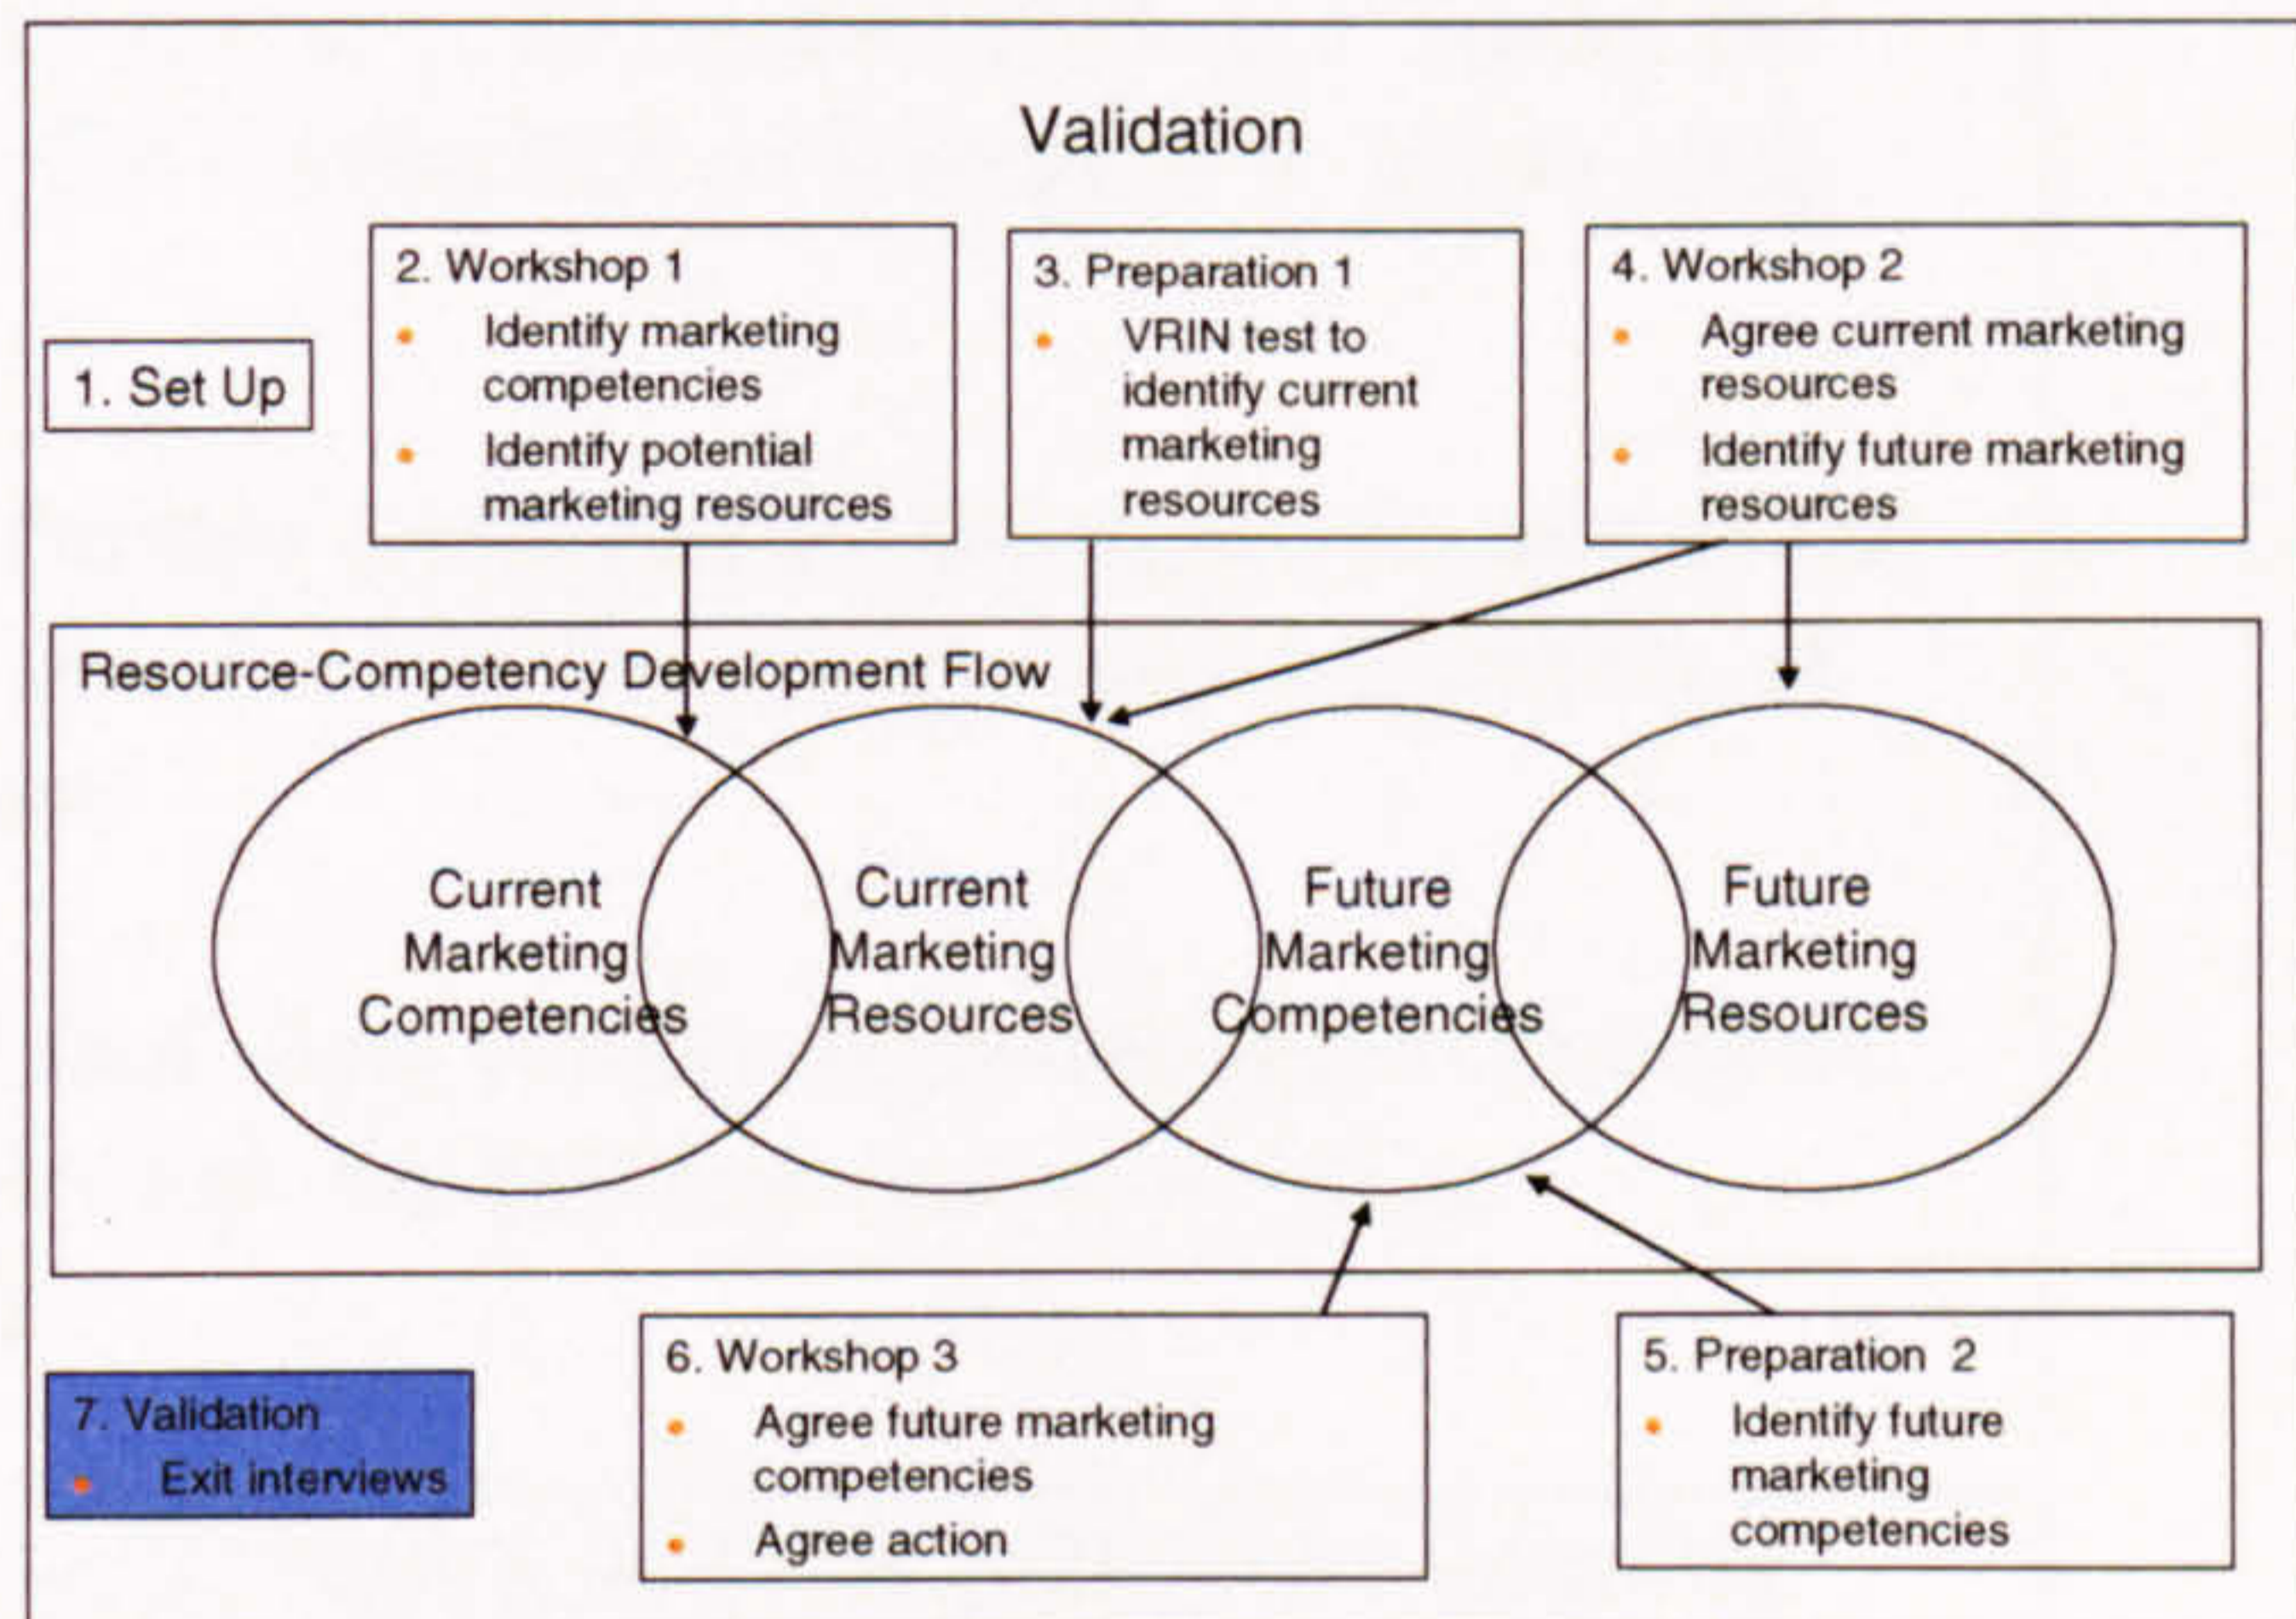 Validation
1. Set Up
2. Workshop 1
• Identify marketing
competencies
• Identify potential
marketing resources
3. Preparation 1
• VRIN test to
identify current
marketing
resources
4. Workshop 2
• Agree current marketing
resources
• Identify future marketing
resources
Resource-Competency Development Flow
Current
Marketing
Competencies
Current
Marketing
Resources
Future
Marketing
Competencies
Future
Marketing
Resources
7. Validation
• Exit interviews
6. Workshop 3
• Agree future marketing
competencies
• Agree action
5. Preparation 2
• Identify future
marketing
competencies